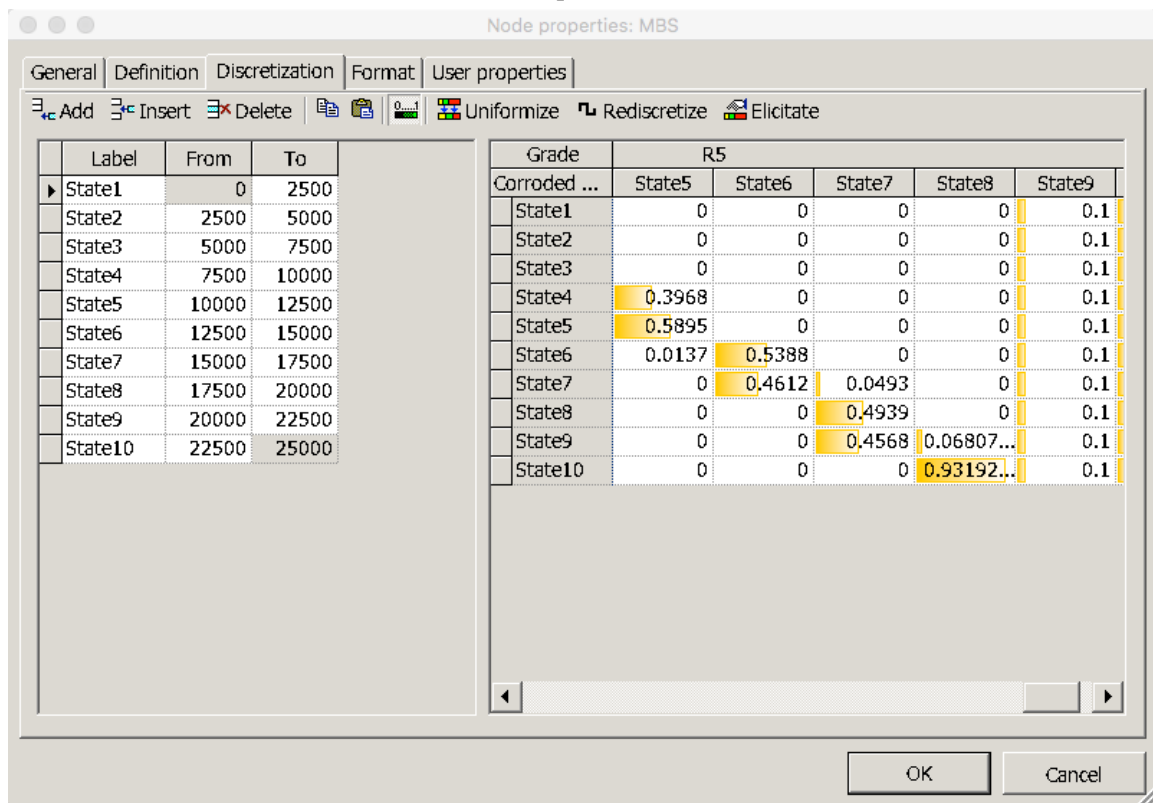 Node properties: MBS
General Definition Discretization Format User properties
Add Insert Delete 0....1 Uniformize Rediscretize Elicitate
Label From To
State1 0 2500
State2 2500 5000
State3 5000 7500
State4 7500 10000
State5 10000 12500
State6 12500 15000
State7 15000 17500
State8 17500 20000
State9 20000 22500
State10 22500 25000
Grade R5
Corroded ... State5 State6 State7 State8 State9
State1 0 0 0 0 0.1
State2 0 0 0 0 0.1
State3 0 0 0 0 0.1
State4 0.3968 0 0 0 0.1
State5 0.5895 0 0 0 0.1
State6 0.0137 0.5388 0 0 0.1
State7 0 0.4612 0.0493 0 0.1
State8 0 0 0.4939 0 0.1
State9 0 0 0.4568 0.06807... 0.1
State10 0 0 0 0.93192... 0.1
OK Cancel